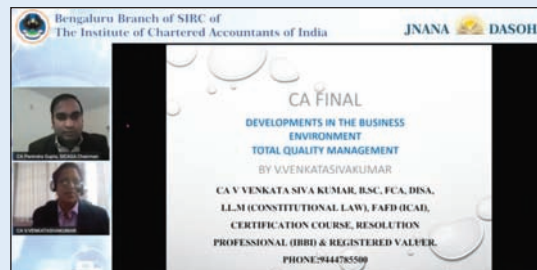 Bengaluru Branch of SIRC of
The Institute of Chartered Accountants of India
JNANA DASOH
CA FINAL
DEVELOPMENTS IN THE BUSINESS
ENVIRONMENT
TOTAL QUALITY MANAGEMENT
BY V.VENKATASIVAKUMAR
CA V VENKATA SIVA KUMAR, B.SC, FCA, DISA,
LL.M (CONSTITUTIONAL LAW), FAFD (ICAI),
CERTIFICATION COURSE, RESOLUTION
PROFESSIONAL (IBBI) & REGISTERED VALUER.
PHONE:9444785500
CA V.VENKATASIVAKUMAR